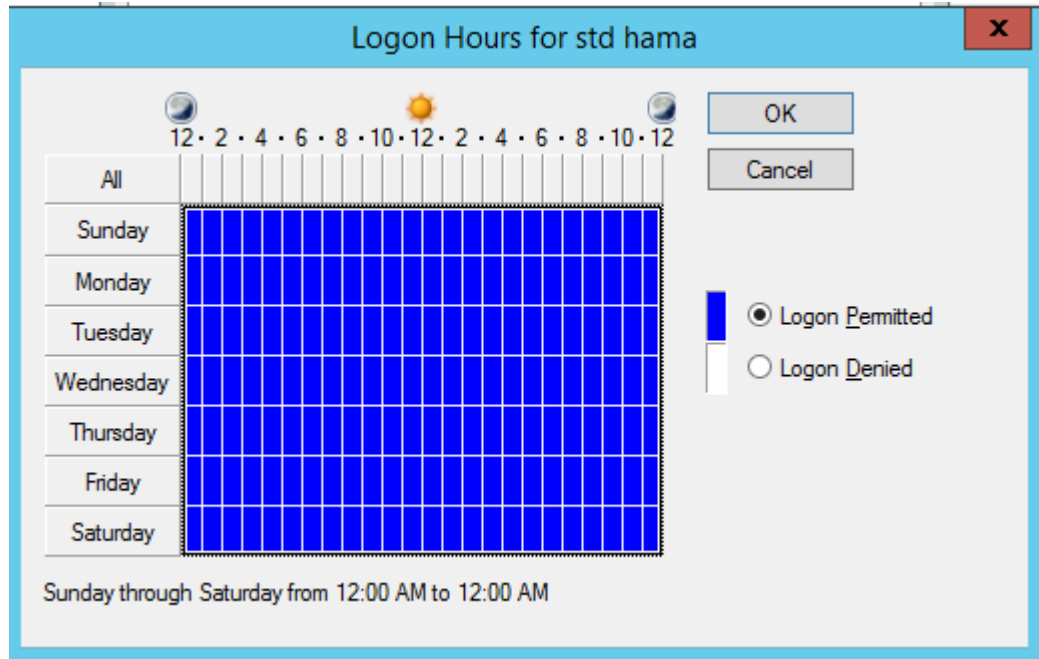 Logon Hours for std hama
x
OK
12 · 2 · 4 · 6 · 8 · 10 · 12 · 2 · 4 · 6 · 8 · 10 · 12
Cancel
All
Sunday
Monday
Tuesday
Logon Permitted
Wednesday
Logon Denied
Thursday
Friday
Saturday
Sunday through Saturday from 12:00 AM to 12:00 AM